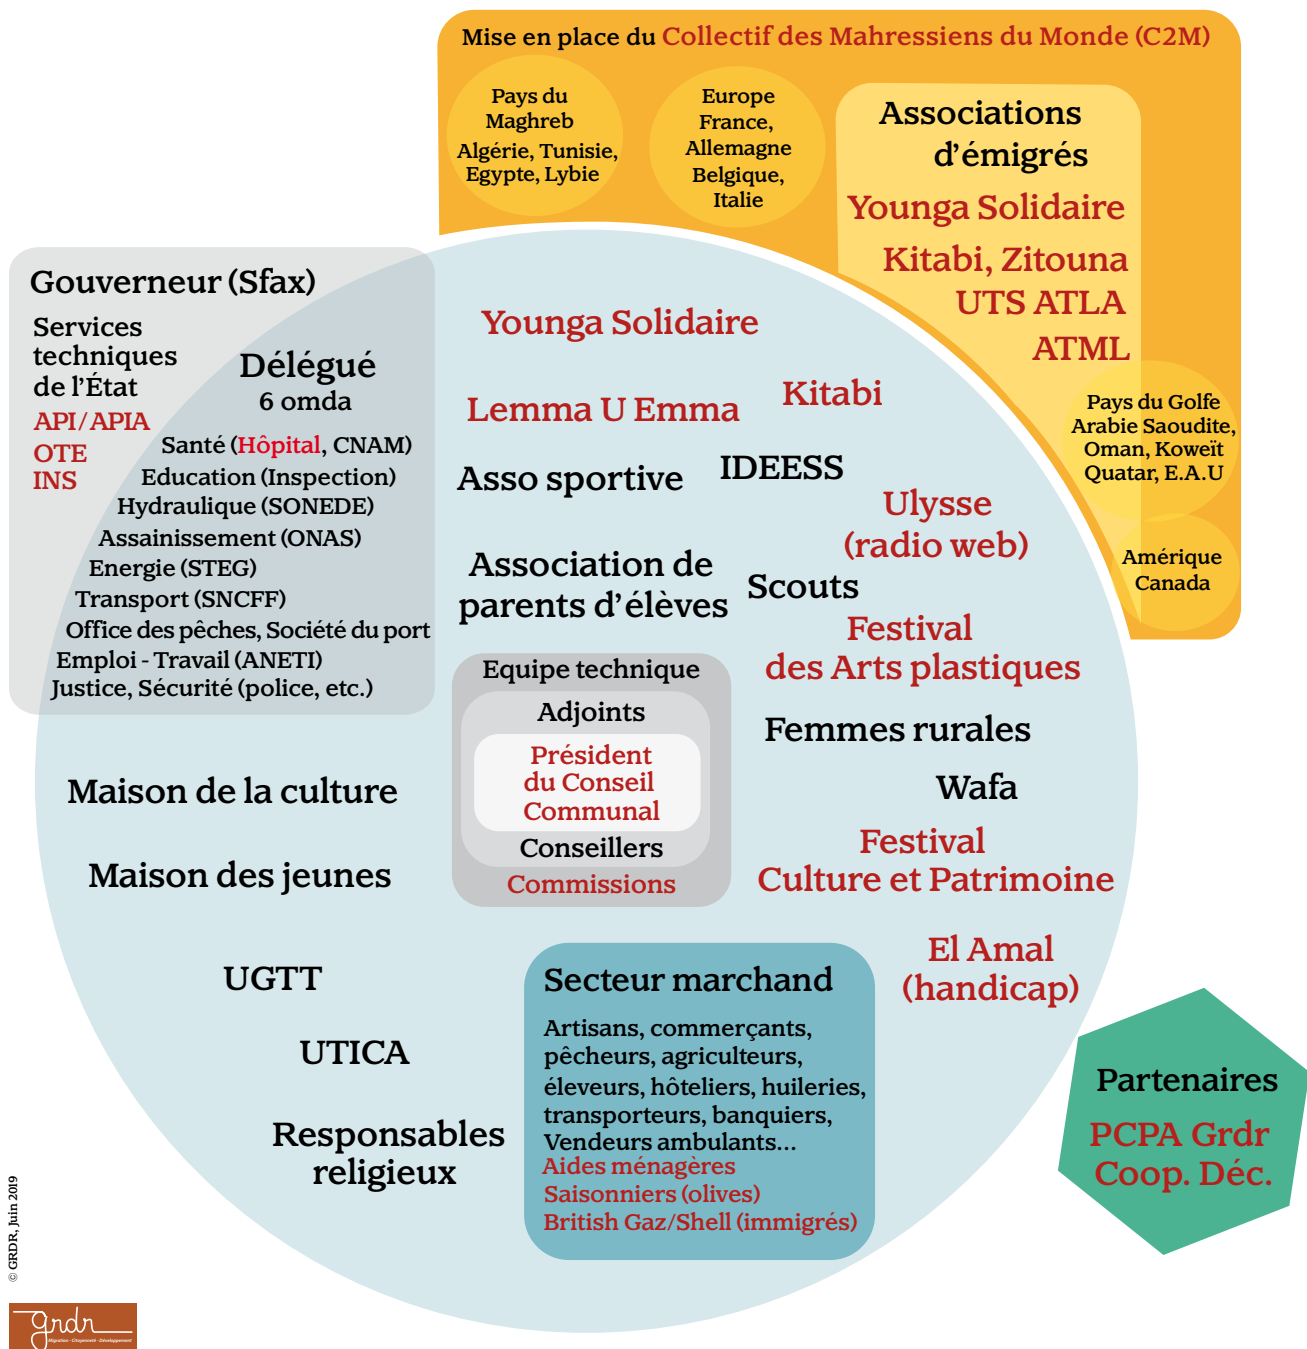 Mise en place du Collectif des Mahressiens du Monde (C2M)
Pays du
Maghreb
Algérie, Tunisie,
Egypte, Lybie
Europe
France,
Allemagne
Belgique,
Italie
Associations
d'émigrés
Younga Solidaire
Kitabi, Zitouna
UTS ATLA
ATML
Pays du Golfe
Arabie Saoudite,
Oman, Koweït
Quatar, E.A.U
Amérique
Canada
Gouverneur (Sfax)
Services
techniques
de l'État
API/APIA
OTE
INS
Délégué
6 omda
Santé (Hôpital, CNAM)
Education (Inspection)
Hydraulique (SONEDE)
Assainissement (ONAS)
Energie (STEG)
Transport (SNCFF)
Office des pêches, Société du port
Emploi - Travail (ANETI)
Justice, Sécurité (police, etc.)
Younga Solidaire
Lemma U Emma
Kitabi
Asso sportive
IDEESS
Ulysse
(radio web)
Association de
parents d'élèves
Scouts
Festival
des Arts plastiques
Equipe technique
Adjoints
Président
du Conseil
Communal
Conseillers
Commissions
Femmes rurales
Wafa
Festival
Culture et Patrimoine
El Amal
(handicap)
Maison de la culture
Maison des jeunes
UGTT
UTICA
Responsables
religieux
Secteur marchand
Artisans, commerçants,
pêcheurs, agriculteurs,
éleveurs, hôteliers, huileries,
transporteurs, banquiers,
Vendeurs ambulants...
Aides ménagères
Saisonniers (olives)
British Gaz/Shell (immigrés)
Partenaires
PCPA Grdr
Coop. Déc.
© GRDR, Juin 2019
grdr
Migration - Citoyenneté - Développement